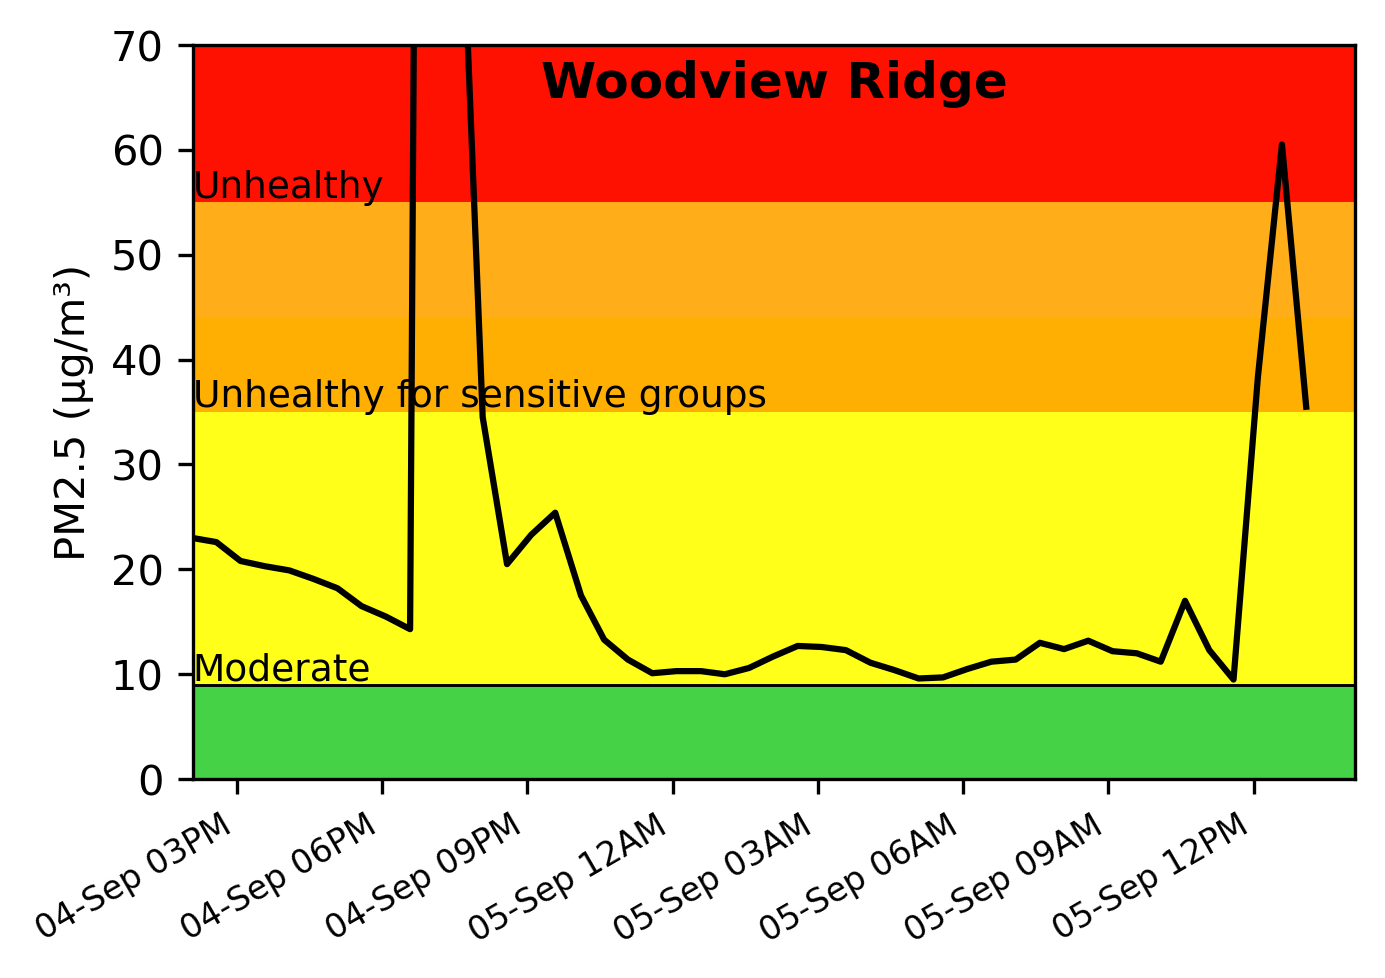 Woodview Ridge
70
60
50
40
30
20
10
0
PM2.5 (µg/m³)
Unhealthy
Unhealthy for sensitive groups
Moderate
04-Sep 03PM
04-Sep 06PM
04-Sep 09PM
05-Sep 12AM
05-Sep 03AM
05-Sep 06AM
05-Sep 09AM
05-Sep 12PM